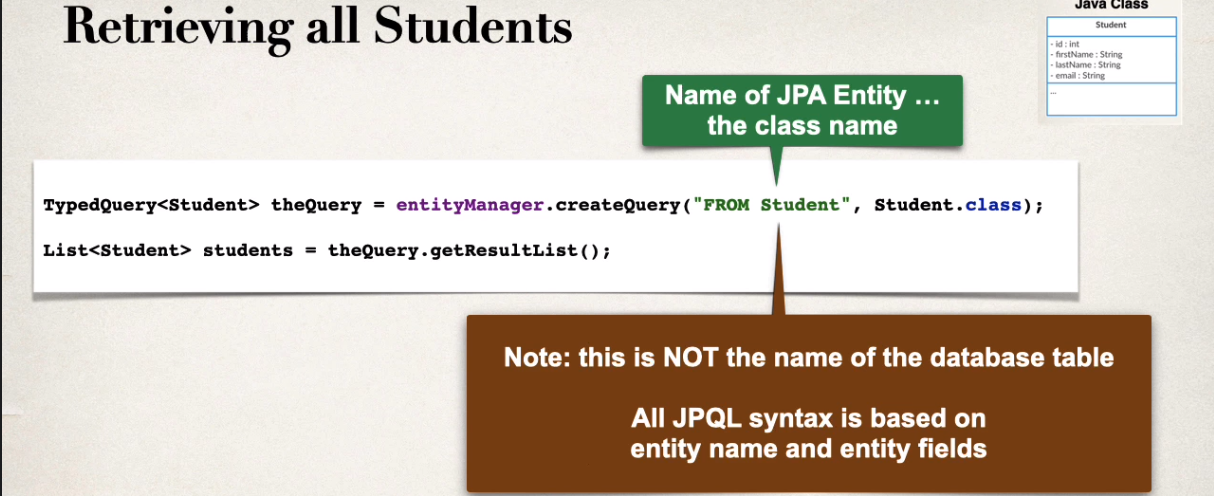 Retrieving all Students
Java Class
Student
- id : int
- firstName : String
- lastName : String
- email : String
...
Name of JPA Entity …
the class name
TypedQuery<Student> theQuery = entityManager.createQuery("FROM Student", Student.class);
List<Student> students = theQuery.getResultList();
Note: this is NOT the name of the database table
All JPQL syntax is based on
entity name and entity fields